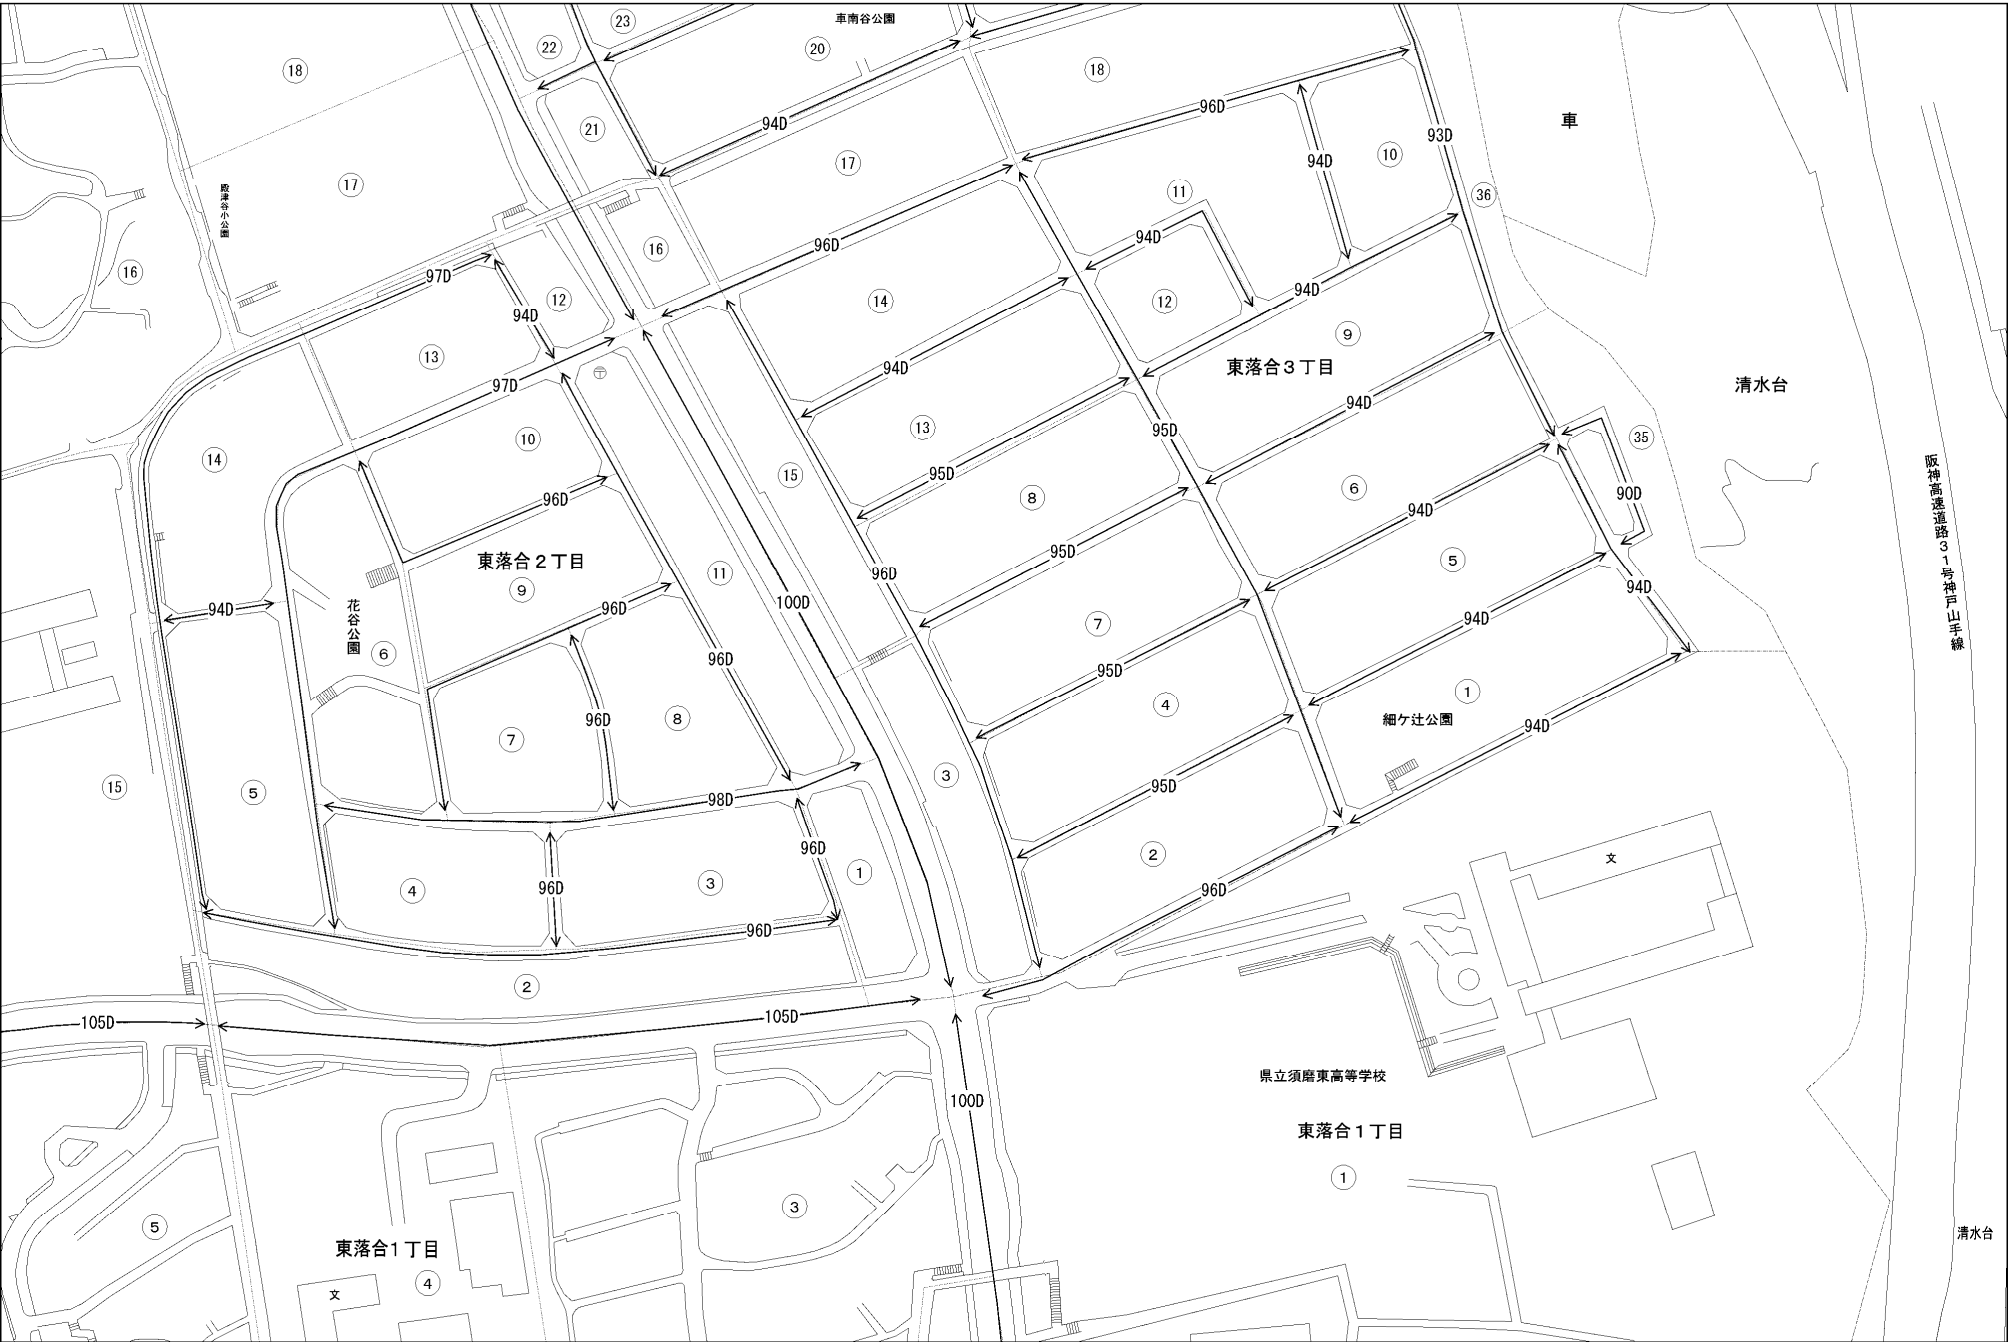 23
車南谷公園
22
20
18
18
21
94D
96D
93D
車
94D
10
17
17
殿津谷小公園
11
36
16
96D
94D
16
97D
12
94D
14
12
94D
9
13
94D
東落合3丁目
97D
清水台
94D
94D
10
13
95D
35
14
15
95D
96D
8
6
90D
94D
阪神高速道路31号神戸山手線
東落合2丁目
9
11
96D
95D
5
94D
100D
94D
96D
94D
花谷公園
6
7
96D
95D
1
細ケ辻公園
94D
7
96D
8
4
15
5
3
95D
98D
96D
2
文
1
4
96D
3
96D
96D
2
105D
105D
100D
県立須磨東高等学校
東落合1丁目
1
3
5
清水台
東落合1丁目
4
文